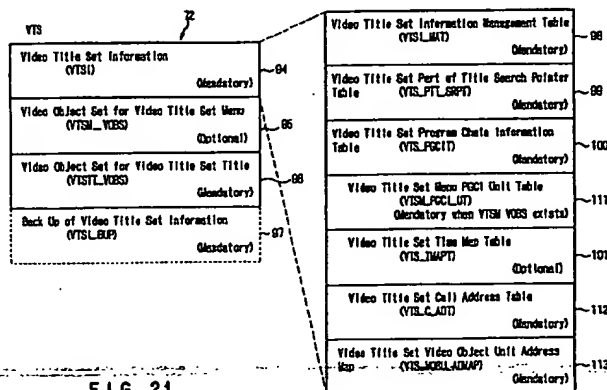 VTS
72
Video Title Set Information
(VTSI)
(Mandatory)
94
Video Object Set for Video Title Set Menu
(VTSM_VOBS)
(Optional)
95
Video Object Set for Video Title Set Title
(VTSTT_VOBS)
(Mandatory)
96
Back Up of Video Title Set Information
(VTSI_BUP)
(Mandatory)
97
Video Title Set Information Management Table
(VTSI_MAT)
(Mandatory)
98
Video Title Set Part of Title Search Pointer
Table
(VTS_PTT_SRPT)
(Mandatory)
99
Video Title Set Program Chain Information
Table
(VTS_PGCIT)
(Mandatory)
100
Video Title Set Menu PGCI Unit Table
(VTSM_PGCI_UT)
(Mandatory when VTSM VOBS exists)
111
Video Title Set Time Map Table
(VTS_TMAPT)
(Optional)
101
Video Title Set Cell Address Table
(VTS_C_ADT)
(Mandatory)
112
Video Title Set Video Object Unit Address
Map
(VTS_VOBU_ADMAP)
(Mandatory)
113
FIG. 21